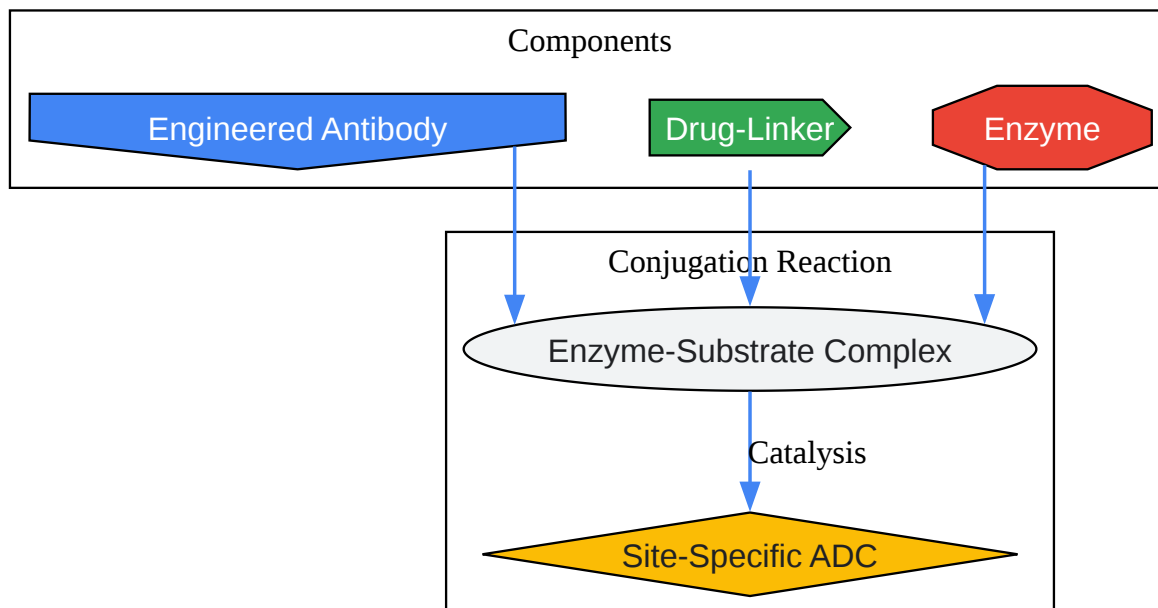 Components
Engineered Antibody
Drug-Linker
Enzyme
Conjugation Reaction
Enzyme-Substrate Complex
Catalysis
Site-Specific ADC